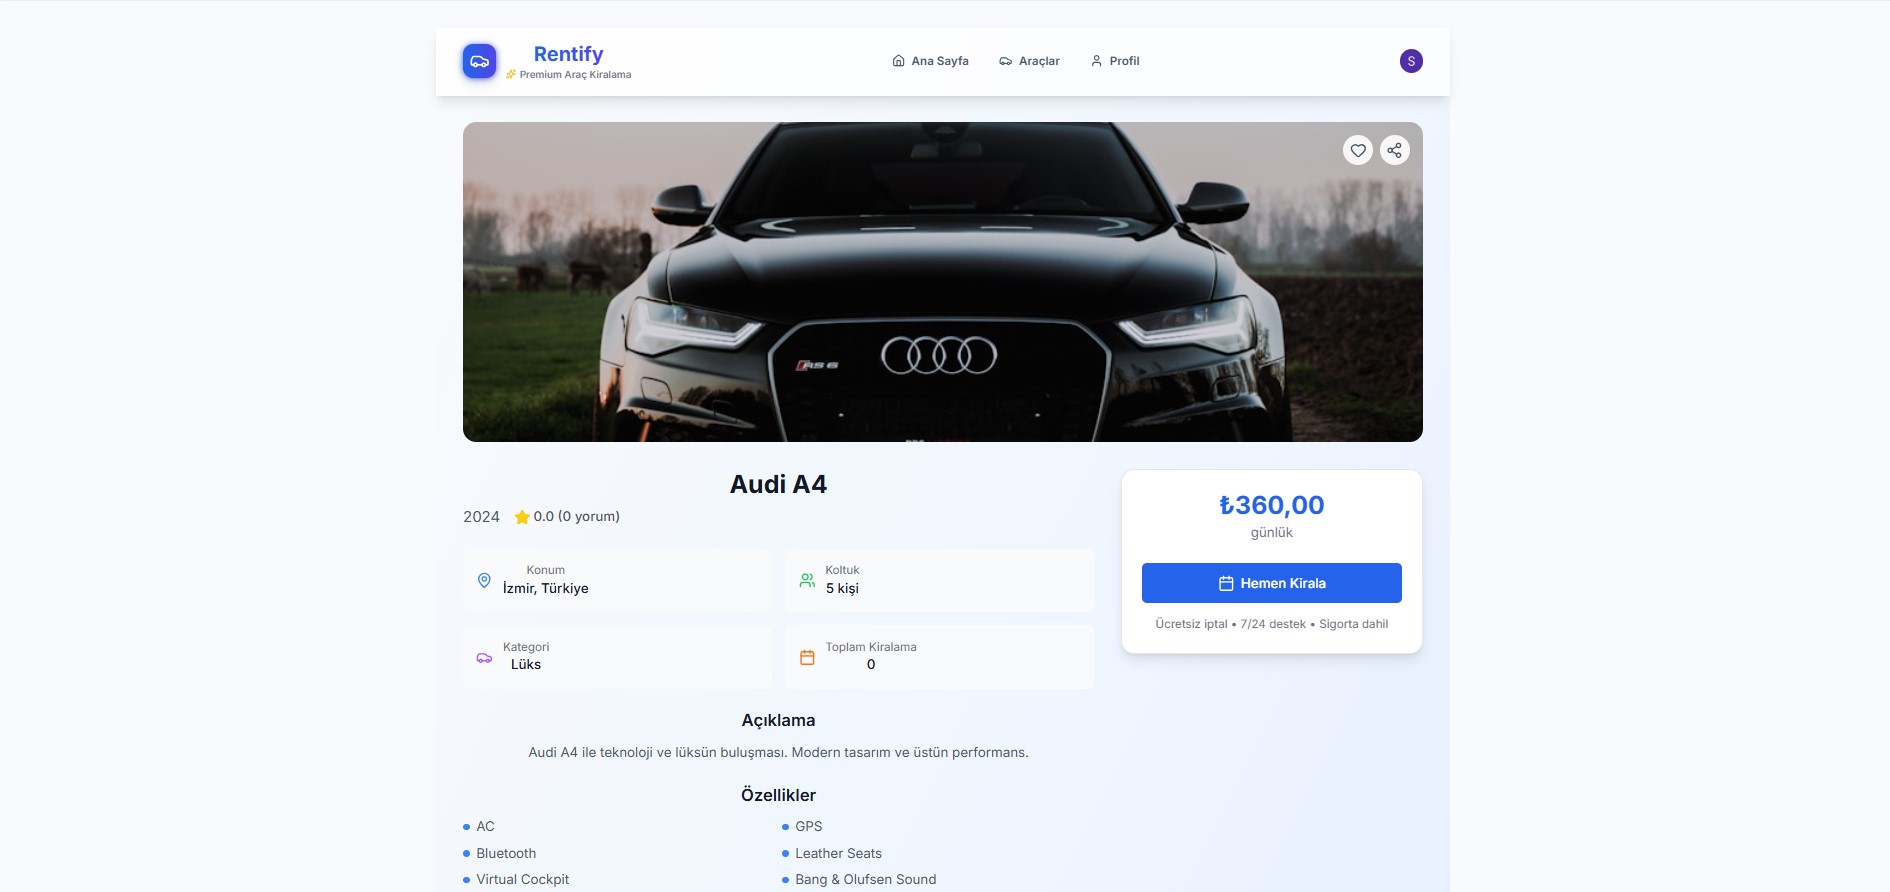 Rentify
Premium Araç Kiralama
Ana Sayfa
Araçlar
Profil
S
RS 6
Audi A4
2024 0.0 (0 yorum)
Konum
İzmir, Türkiye
Koltuk
5 kişi
Kategori
Lüks
Toplam Kiralama
0
Açıklama
Audi A4 ile teknoloji ve lüksün buluşması. Modern tasarım ve üstün performans.
Özellikler
AC
GPS
Bluetooth
Leather Seats
Virtual Cockpit
Bang & Olufsen Sound
₺360,00
günlük
Hemen Kirala
Ücretsiz iptal • 7/24 destek • Sigorta dahil